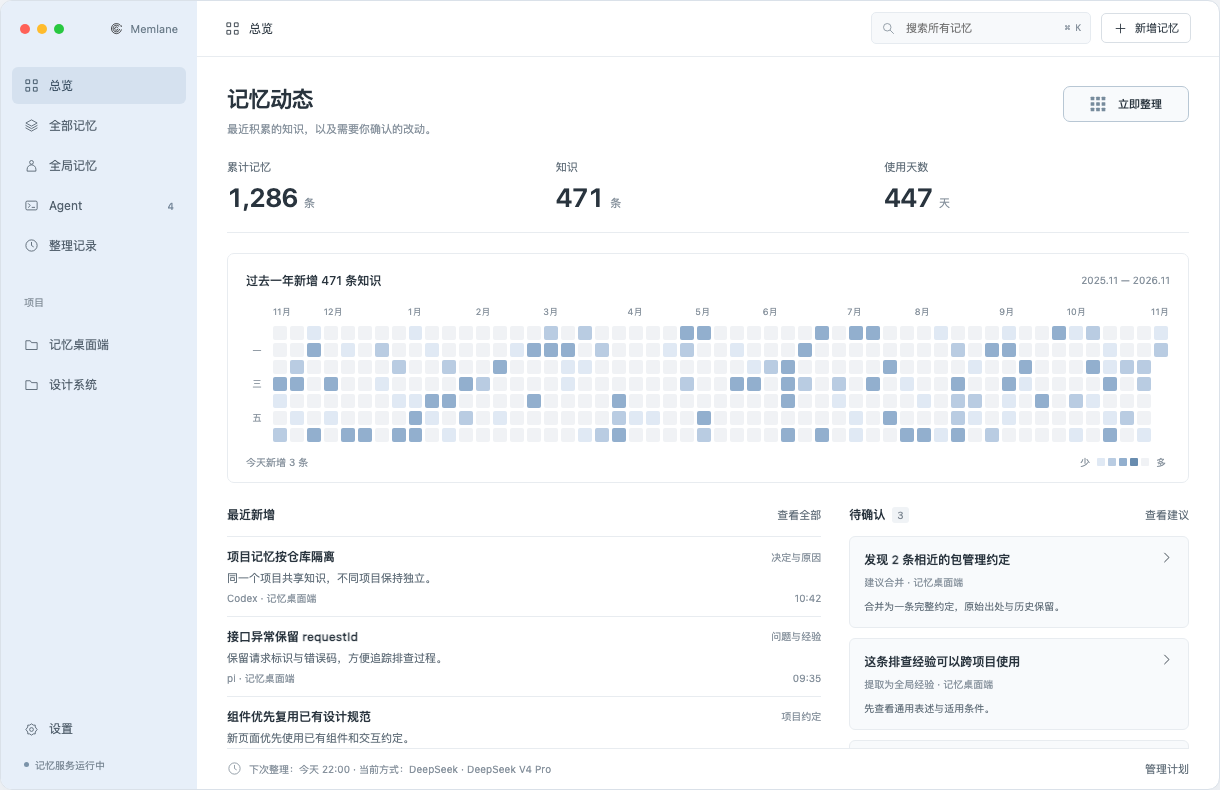 Memlane
总览
全部记忆
全局记忆
Agent 4
整理记录
项目
记忆桌面端
设计系统
设置
记忆服务运行中
总览
搜索所有记忆 ⌘ K
新增记忆
记忆动态
最近积累的知识，以及需要你确认的改动。
立即整理
累计记忆
1,286 条
知识
471 条
使用天数
447 天
过去一年新增 471 条知识
2025.11 — 2026.11
11月 12月 1月 2月 3月 4月 5月 6月 7月 8月 9月 10月 11月
一
三
五
今天新增 3 条
少 多
最近新增
查看全部
项目记忆按仓库隔离
决定与原因
同一个项目共享知识，不同项目保持独立。
Codex · 记忆桌面端
10:42
接口异常保留 requestId
问题与经验
保留请求标识与错误码，方便追踪排查过程。
pi · 记忆桌面端
09:35
组件优先复用已有设计规范
项目约定
新页面优先使用已有组件和交互约定。
待确认 3
查看建议
发现 2 条相近的包管理约定
建议合并 · 记忆桌面端
合并为一条完整约定，原始出处与历史保留。
这条排查经验可以跨项目使用
提取为全局经验 · 记忆桌面端
先查看通用表述与适用条件。
下次整理：今天 22:00 · 当前方式：DeepSeek · DeepSeek V4 Pro
管理计划